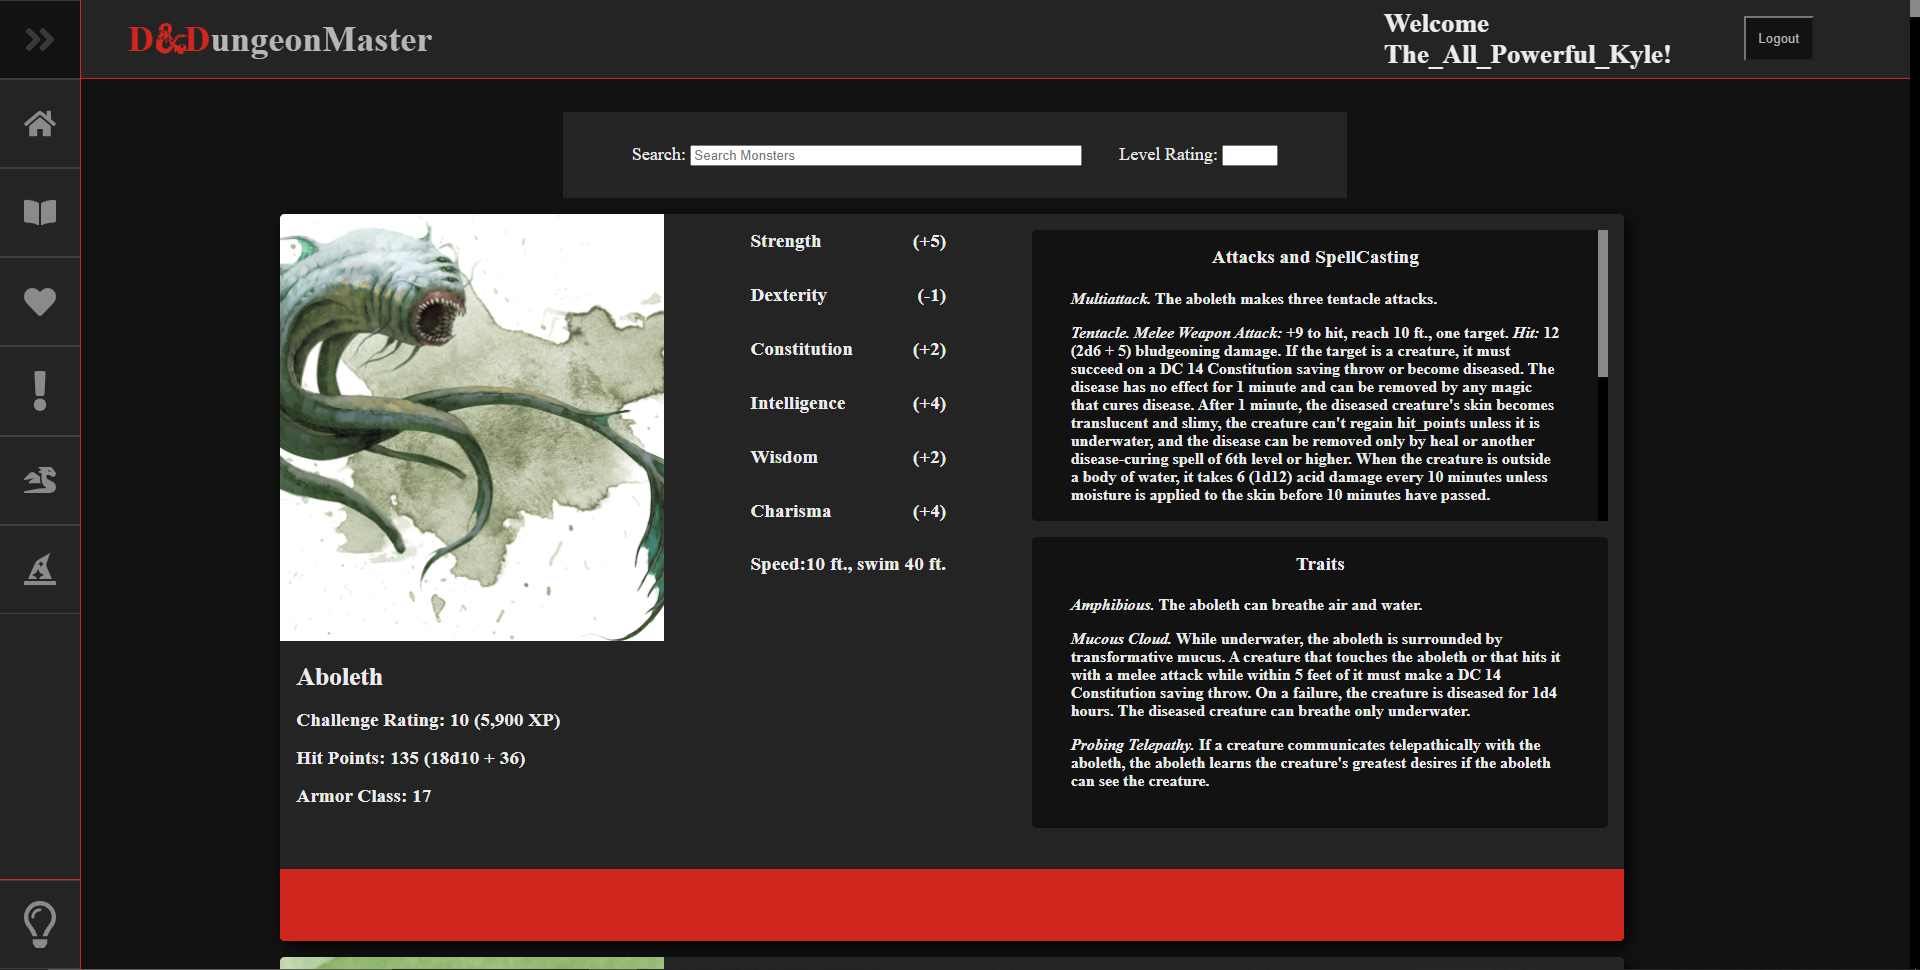 D&DungeonMaster
Welcome
The_All_Powerful_Kyle!
Logout
Search: Search Monsters Level Rating:
Strength (+5)
Dexterity (-1)
Constitution (+2)
Intelligence (+4)
Wisdom (+2)
Charisma (+4)
Speed:10 ft., swim 40 ft.
Aboleth
Challenge Rating: 10 (5,900 XP)
Hit Points: 135 (18d10 + 36)
Armor Class: 17
Attacks and SpellCasting
Multiattack. The aboleth makes three tentacle attacks.
Tentacle. Melee Weapon Attack: +9 to hit, reach 10 ft., one target. Hit: 12
(2d6 + 5) bludgeoning damage. If the target is a creature, it must
succeed on a DC 14 Constitution saving throw or become diseased. The
disease has no effect for 1 minute and can be removed by any magic
that cures disease. After 1 minute, the diseased creature's skin becomes
translucent and slimy, the creature can't regain hit_points unless it is
underwater, and the disease can be removed only by heal or another
disease-curing spell of 6th level or higher. When the creature is outside
a body of water, it takes 6 (1d12) acid damage every 10 minutes unless
moisture is applied to the skin before 10 minutes have passed.
Traits
Amphibious. The aboleth can breathe air and water.
Mucous Cloud. While underwater, the aboleth is surrounded by
transformative mucus. A creature that touches the aboleth or that hits it
with a melee attack while within 5 feet of it must make a DC 14
Constitution saving throw. On a failure, the creature is diseased for 1d4
hours. The diseased creature can breathe only underwater.
Probing Telepathy. If a creature communicates telepathically with the
aboleth, the aboleth learns the creature's greatest desires if the aboleth
can see the creature.